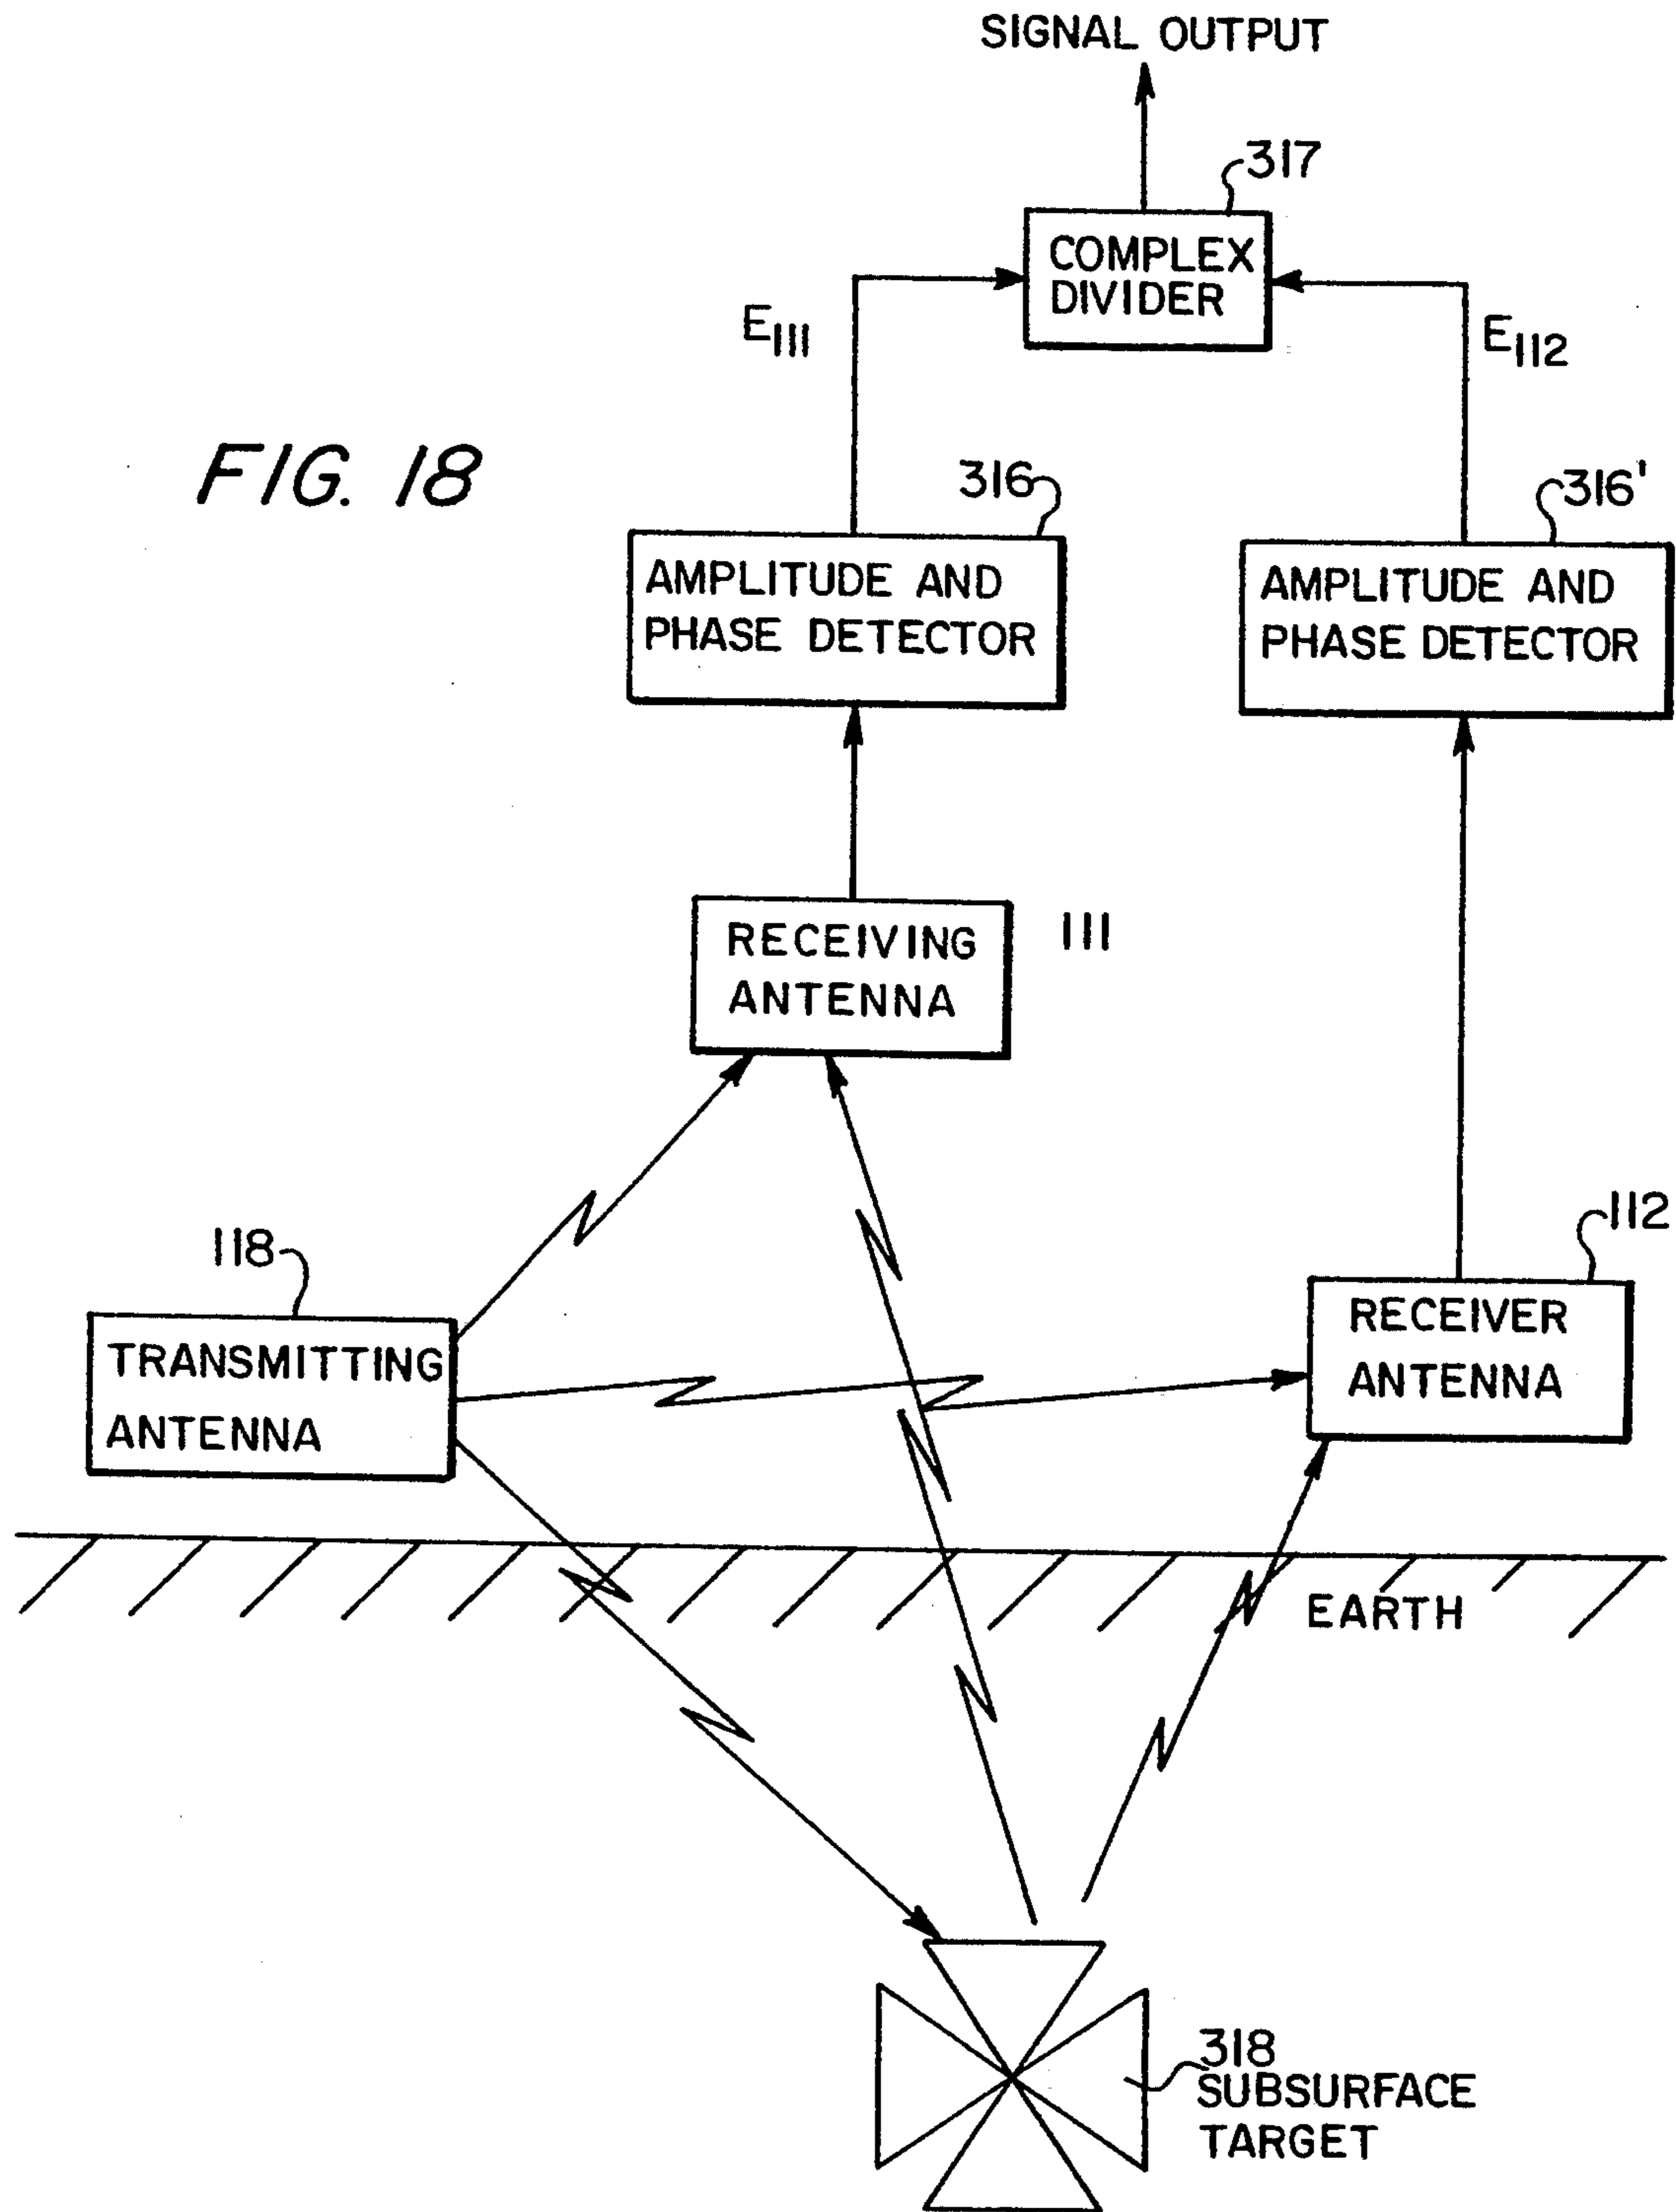 SIGNAL OUTPUT
317
COMPLEX
DIVIDER
E111
E112
FIG. 18
316
316'
AMPLITUDE AND
PHASE DETECTOR
AMPLITUDE AND
PHASE DETECTOR
RECEIVING
ANTENNA
111
118
112
TRANSMITTING
ANTENNA
RECEIVER
ANTENNA
EARTH
318
SUBSURFACE
TARGET